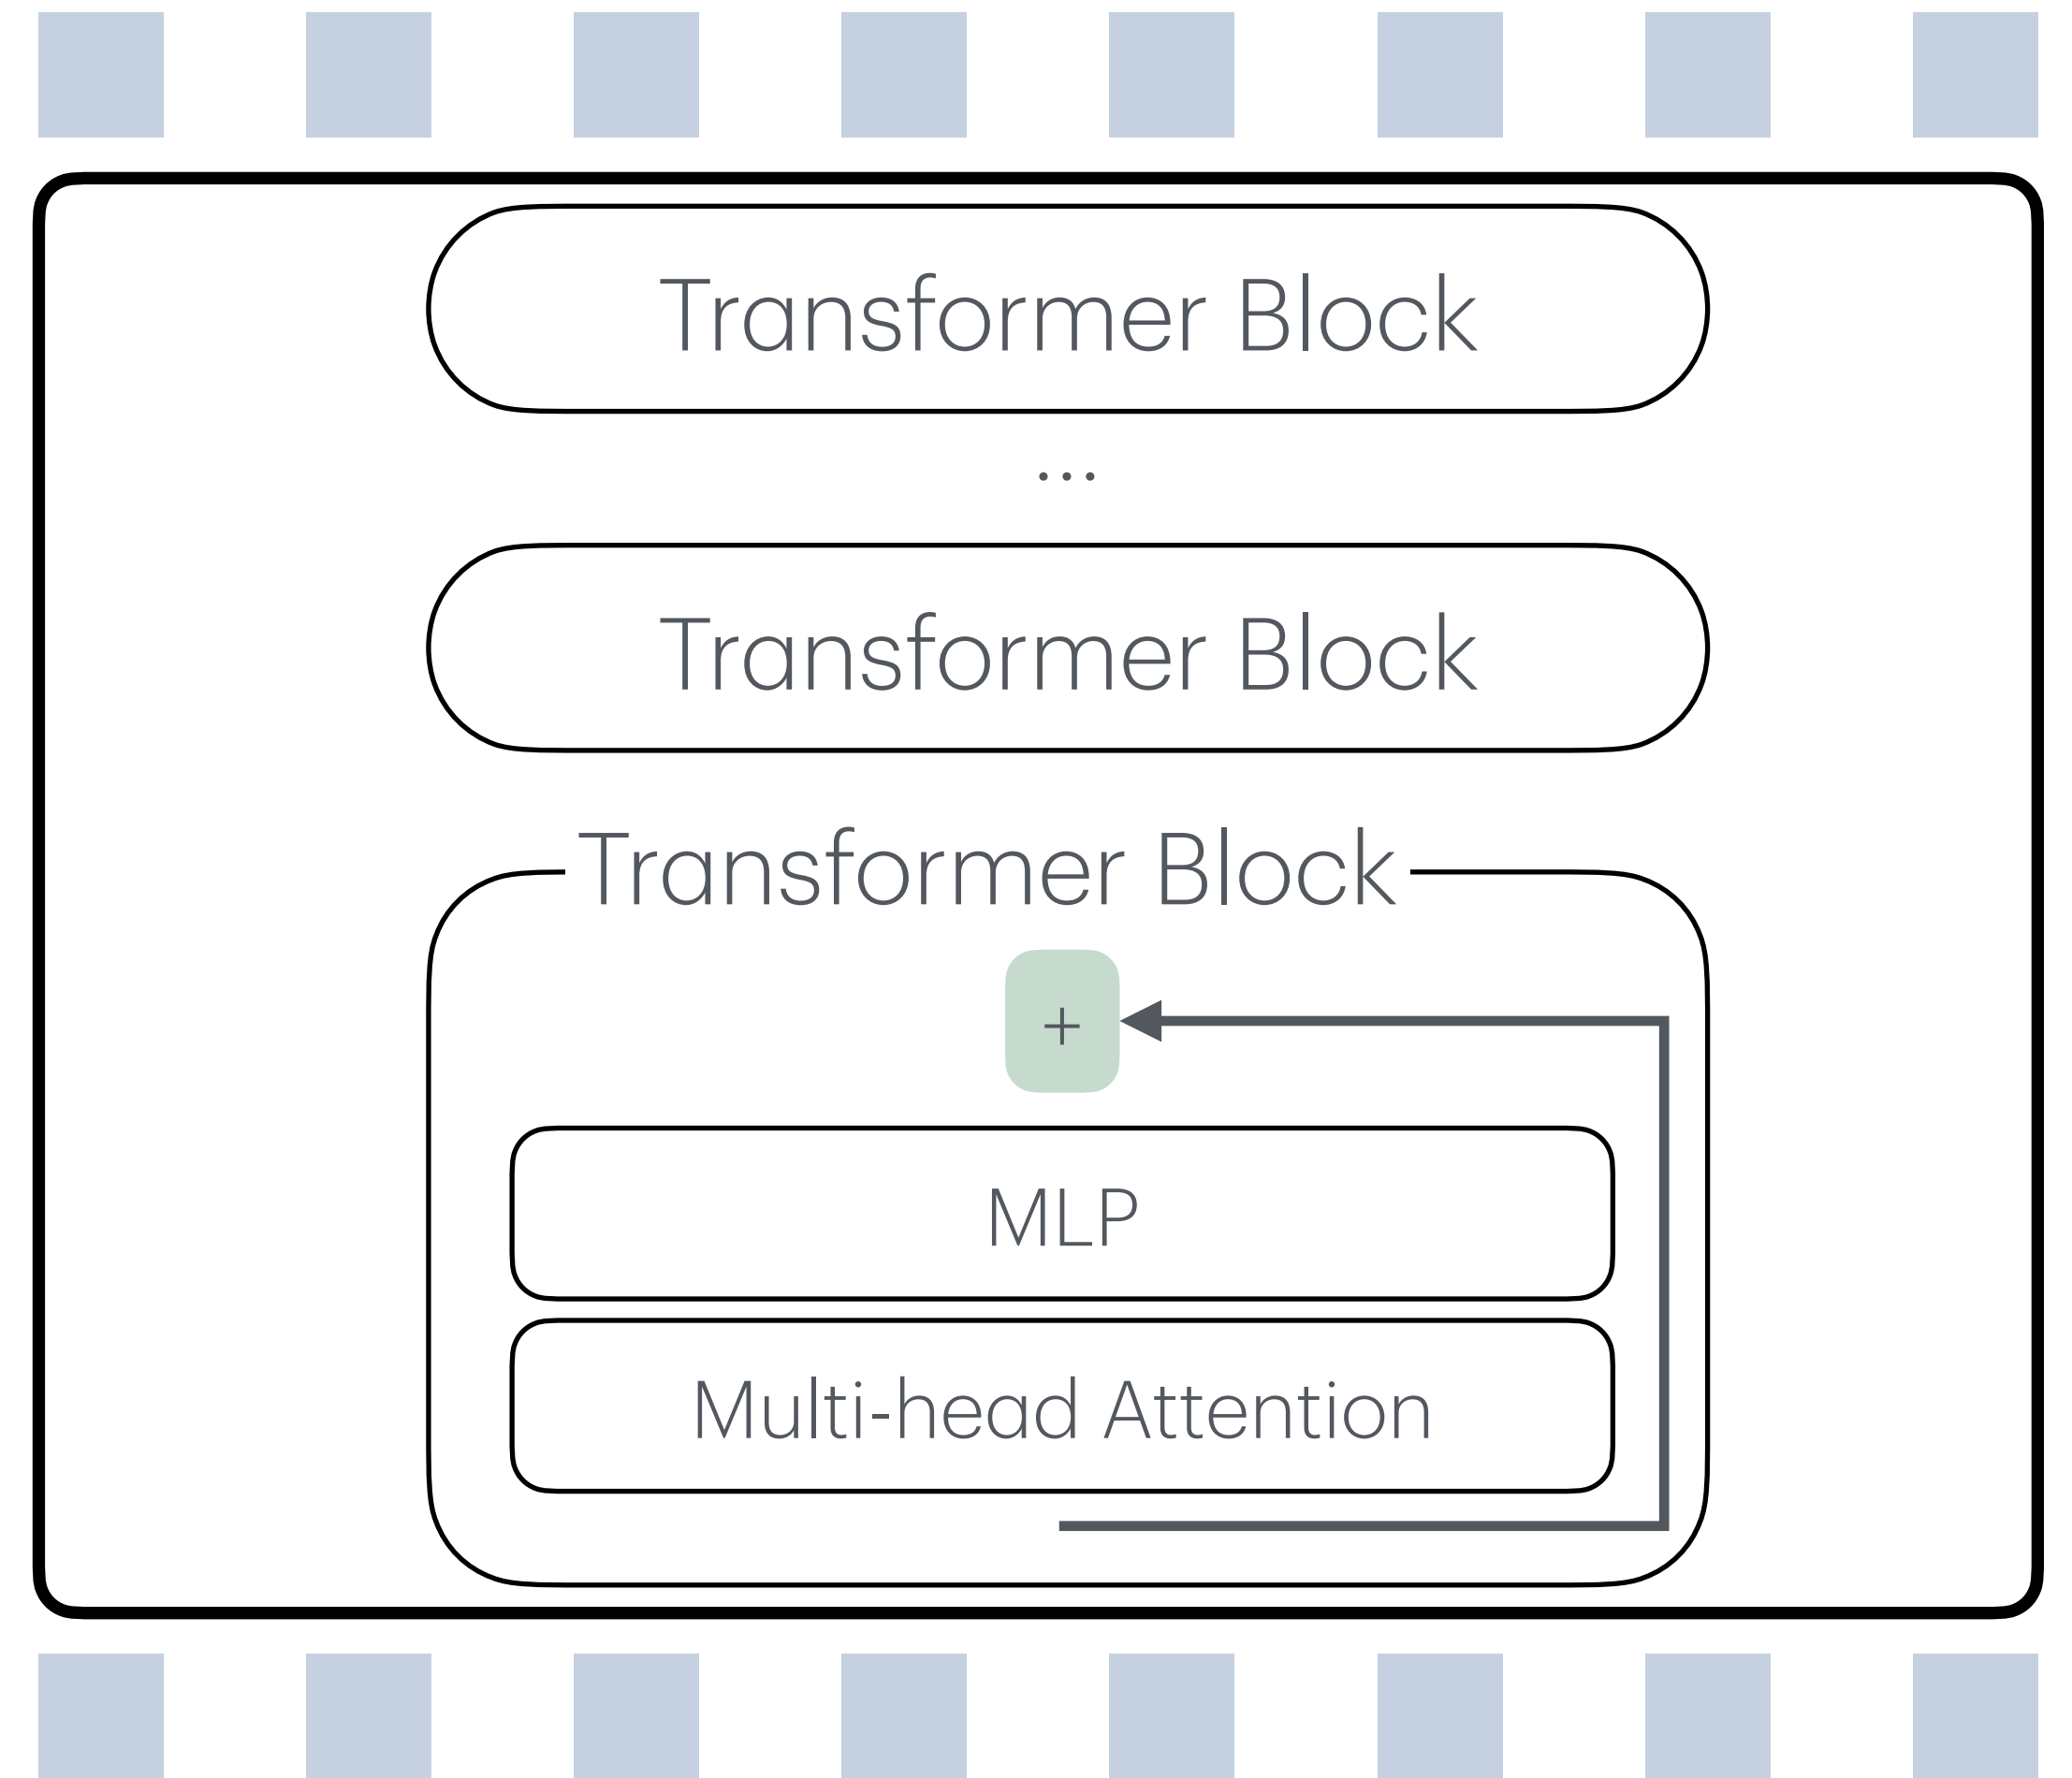 Transformer Block
...
Transformer Block
Transformer Block
+
MLP
Multi-head Attention